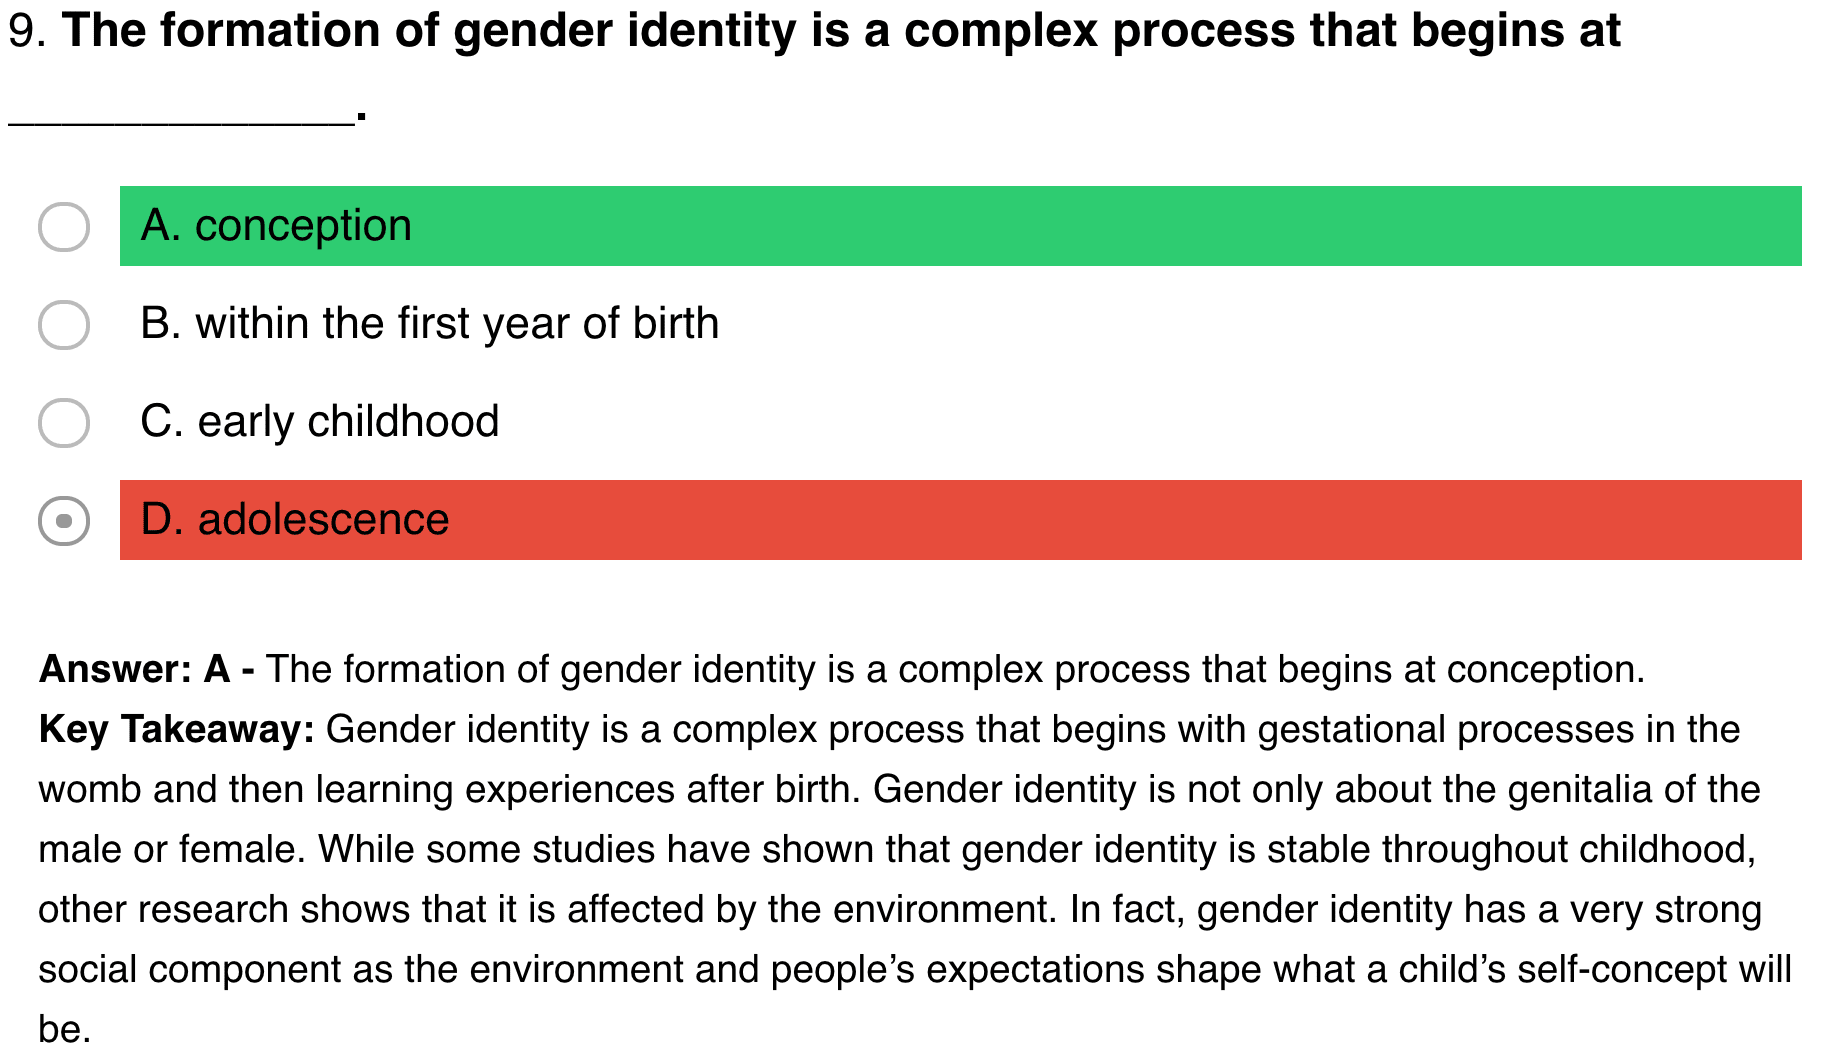 9. The formation of gender identity is a complex process that begins at
_____________.
A. conception
B. within the first year of birth
C. early childhood
D. adolescence
Answer: A - The formation of gender identity is a complex process that begins at conception.
Key Takeaway: Gender identity is a complex process that begins with gestational processes in the
womb and then learning experiences after birth. Gender identity is not only about the genitalia of the
male or female. While some studies have shown that gender identity is stable throughout childhood,
other research shows that it is affected by the environment. In fact, gender identity has a very strong
social component as the environment and people’s expectations shape what a child’s self-concept will
be.